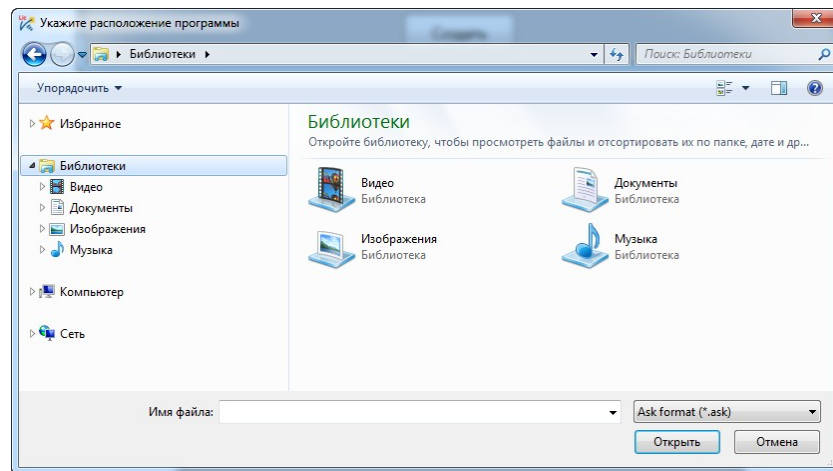 Укажите расположение программы
Создать
Библиотеки
Поиск: Библиотеки
Упорядочить
Избранное
Библиотеки
Видео
Документы
Изображения
Музыка
Компьютер
Сеть
Библиотеки
Откройте библиотеку, чтобы просмотреть файлы и отсортировать их по папке, дате и др...
Видео
Библиотека
Документы
Библиотека
Изображения
Библиотека
Музыка
Библиотека
Имя файла:
Ask format (*.ask)
Открыть
Отмена